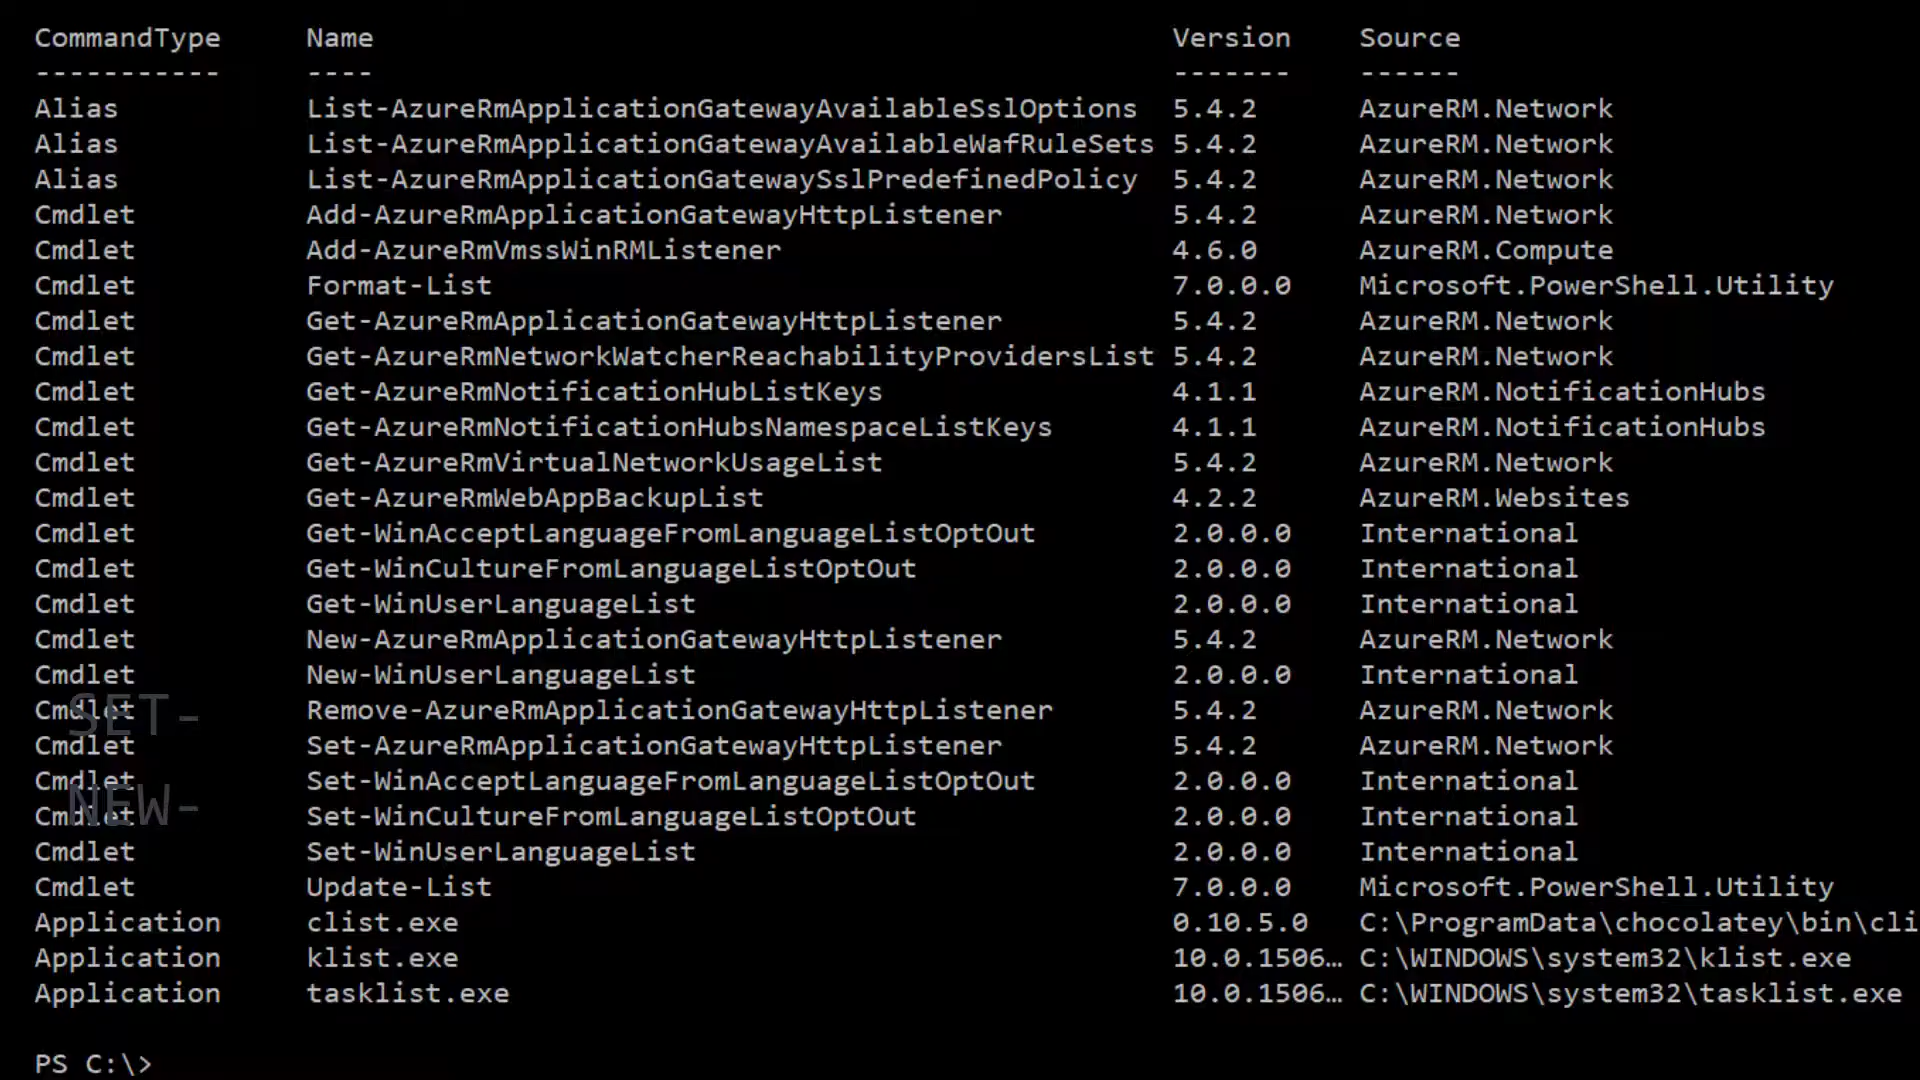 CommandType Name Version Source
----------- ---- ------- ------
Alias List-AzureRmApplicationGatewayAvailableSslOptions 5.4.2 AzureRM.Network
Alias List-AzureRmApplicationGatewayAvailableWafRuleSets 5.4.2 AzureRM.Network
Alias List-AzureRmApplicationGatewaySslPredefinedPolicy 5.4.2 AzureRM.Network
Cmdlet Add-AzureRmApplicationGatewayHttpListener 5.4.2 AzureRM.Network
Cmdlet Add-AzureRmVmssWinRMListener 4.6.0 AzureRM.Compute
Cmdlet Format-List 7.0.0.0 Microsoft.PowerShell.Utility
Cmdlet Get-AzureRmApplicationGatewayHttpListener 5.4.2 AzureRM.Network
Cmdlet Get-AzureRmNetworkWatcherReachabilityProvidersList 5.4.2 AzureRM.Network
Cmdlet Get-AzureRmNotificationHubListKeys 4.1.1 AzureRM.NotificationHubs
Cmdlet Get-AzureRmNotificationHubsNamespaceListKeys 4.1.1 AzureRM.NotificationHubs
Cmdlet Get-AzureRmVirtualNetworkUsageList 5.4.2 AzureRM.Network
Cmdlet Get-AzureRmWebAppBackupList 4.2.2 AzureRM.Websites
Cmdlet Get-WinAcceptLanguageFromLanguageListOptOut 2.0.0.0 International
Cmdlet Get-WinCultureFromLanguageListOptOut 2.0.0.0 International
Cmdlet Get-WinUserLanguageList 2.0.0.0 International
Cmdlet New-AzureRmApplicationGatewayHttpListener 5.4.2 AzureRM.Network
Cmdlet New-WinUserLanguageList 2.0.0.0 International
SET-
Cmdlet Remove-AzureRmApplicationGatewayHttpListener 5.4.2 AzureRM.Network
Cmdlet Set-AzureRmApplicationGatewayHttpListener 5.4.2 AzureRM.Network
Cmdlet Set-WinAcceptLanguageFromLanguageListOptOut 2.0.0.0 International
NEW-
Cmdlet Set-WinCultureFromLanguageListOptOut 2.0.0.0 International
Cmdlet Set-WinUserLanguageList 2.0.0.0 International
Cmdlet Update-List 7.0.0.0 Microsoft.PowerShell.Utility
Application clist.exe 0.10.5.0 C:\ProgramData\chocolatey\bin\cli
Application klist.exe 10.0.1506… C:\WINDOWS\system32\klist.exe
Application tasklist.exe 10.0.1506… C:\WINDOWS\system32\tasklist.exe
PS C:\>